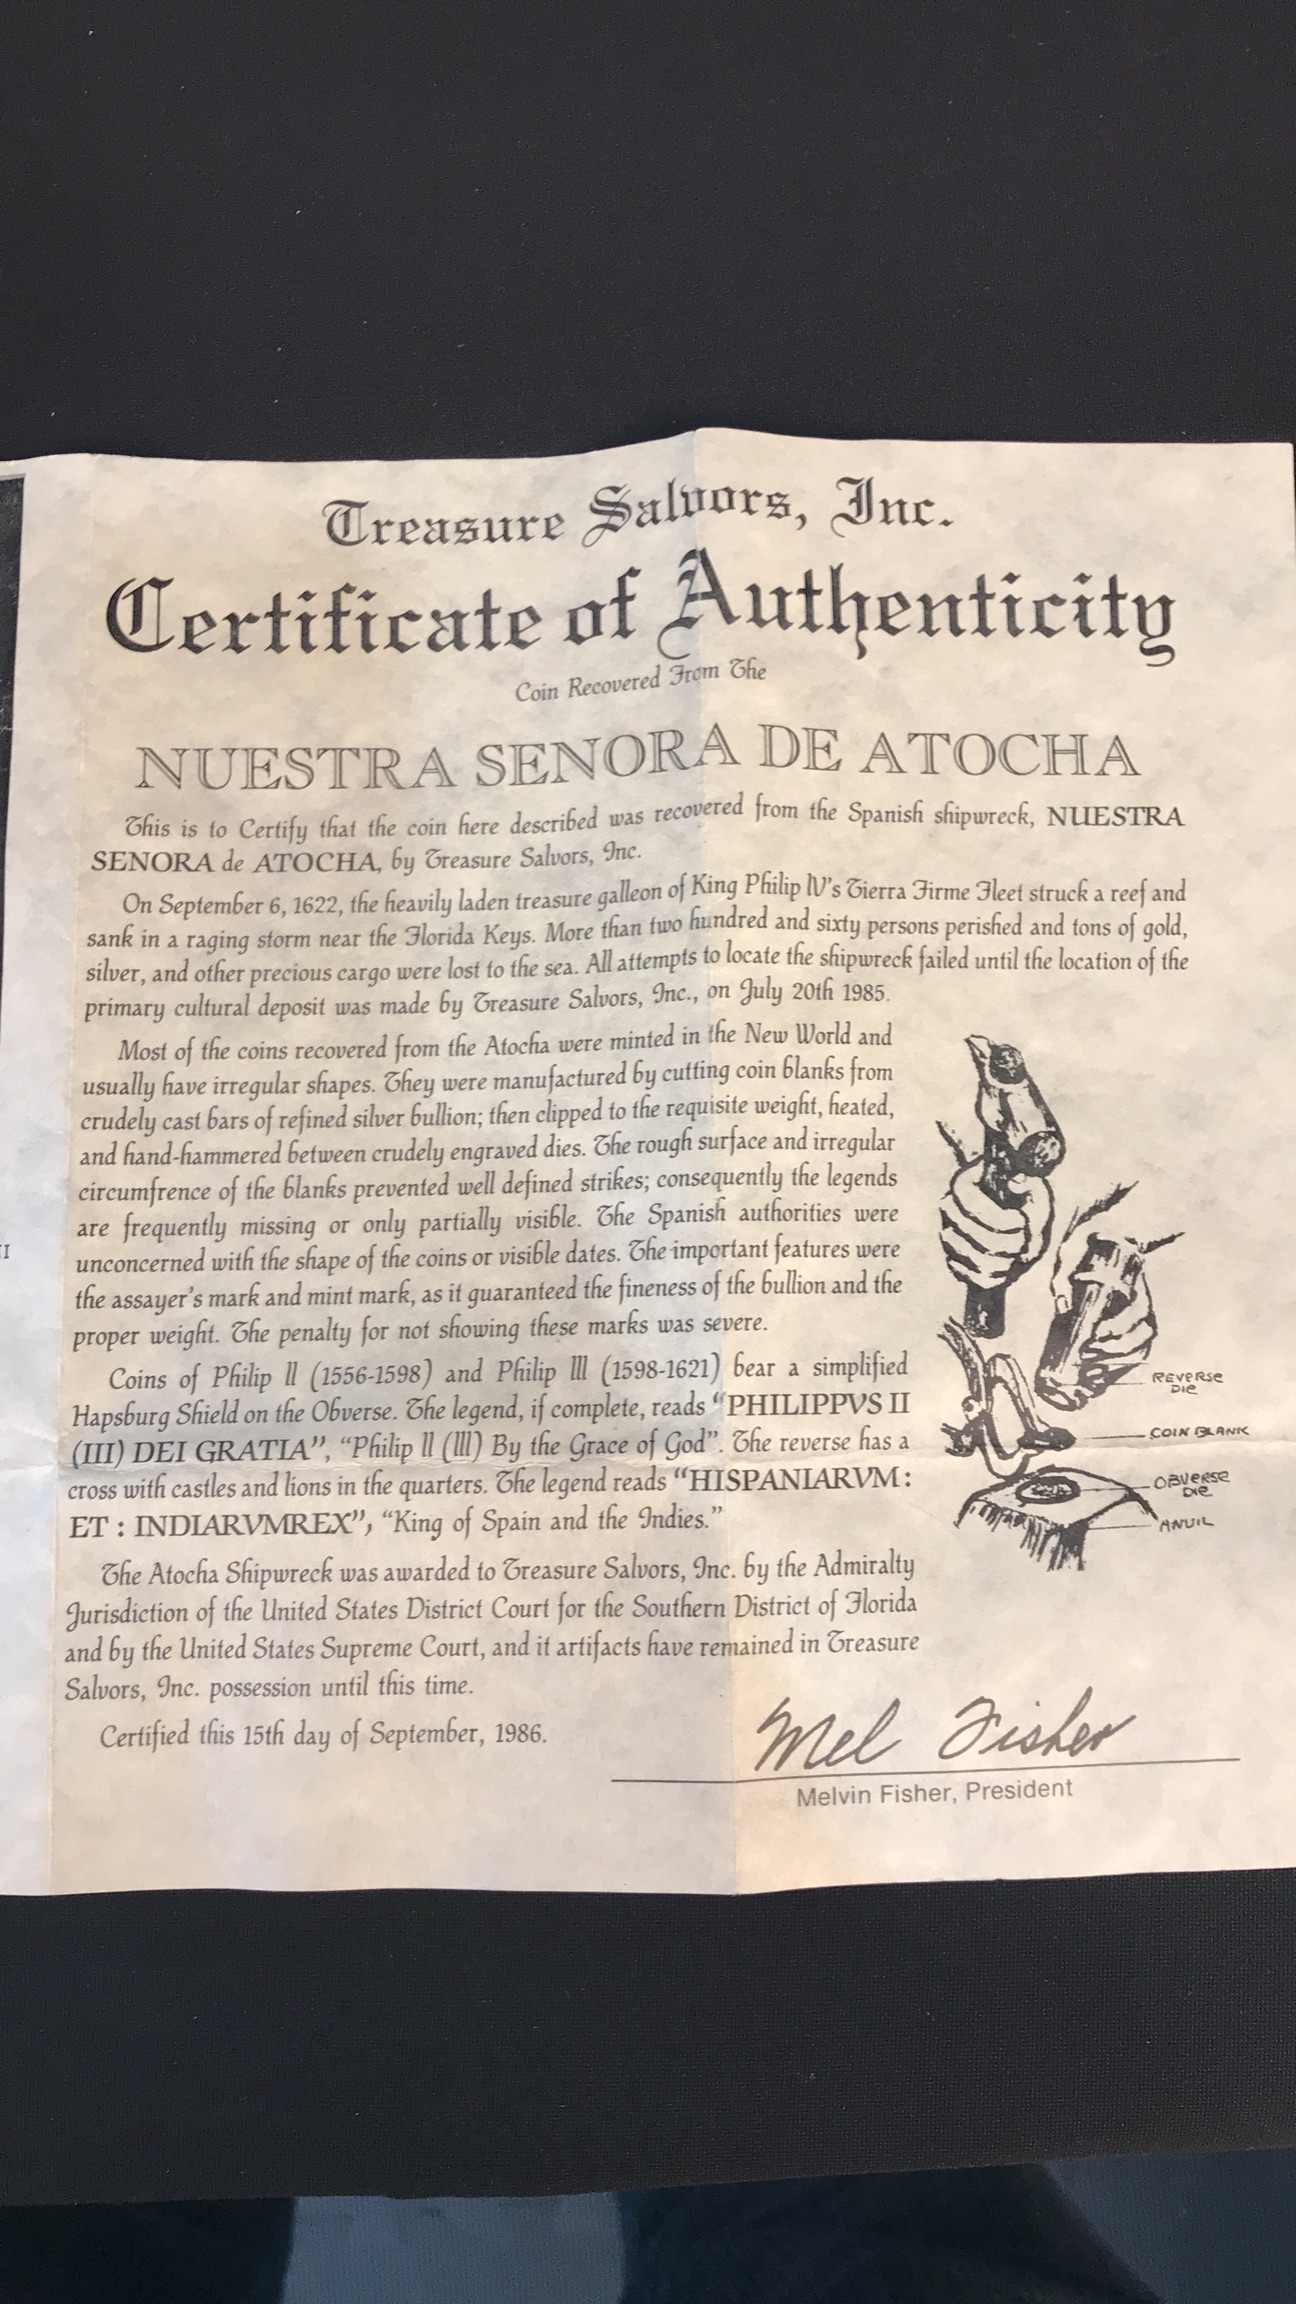 Treasure Salvors, Inc.
Certificate of Authenticity
Coin Recovered From The
NUESTRA SENORA DE ATOCHA
This is to Certify that the coin here described was recovered from the Spanish shipwreck, NUESTRA
SENORA de ATOCHA, by Treasure Salvors, Inc.
On September 6, 1622, the heavily laden treasure galleon of King Philip IV's Tierra Firme Fleet struck a reef and
sank in a raging storm near the Florida Keys. More than two hundred and sixty persons perished and tons of gold,
silver, and other precious cargo were lost to the sea. All attempts to locate the shipwreck failed until the location of the
primary cultural deposit was made by Treasure Salvors, Inc., on July 20th 1985.
Most of the coins recovered from the Atocha were minted in the New World and
usually have irregular shapes. They were manufactured by cutting coin blanks from
crudely cast bars of refined silver bullion; then clipped to the requisite weight, heated,
and hand-hammered between crudely engraved dies. The rough surface and irregular
circumfrence of the blanks prevented well defined strikes; consequently the legends
are frequently missing or only partially visible. The Spanish authorities were
unconcerned with the shape of the coins or visible dates. The important features were
the assayer's mark and mint mark, as it guaranteed the fineness of the bullion and the
proper weight. The penalty for not showing these marks was severe.
Coins of Philip II (1556-1598) and Philip III (1598-1621) bear a simplified
Hapsburg Shield on the Obverse. The legend, if complete, reads "PHILIPPVS II
(III) DEI GRATIA", "Philip II (III) By the Grace of God". The reverse has a
cross with castles and lions in the quarters. The legend reads "HISPANIARVM :
ET : INDIARVMREX", "King of Spain and the Indies."
The Atocha Shipwreck was awarded to Treasure Salvors, Inc. by the Admiralty
Jurisdiction of the United States District Court for the Southern District of Florida
and by the United States Supreme Court, and it artifacts have remained in Treasure
Salvors, Inc. possession until this time.
Certified this 15th day of September, 1986.
Mel Fisher
Melvin Fisher, President
REVERSE
DIE
COIN BLANK
OBVERSE
DIE
ANVIL